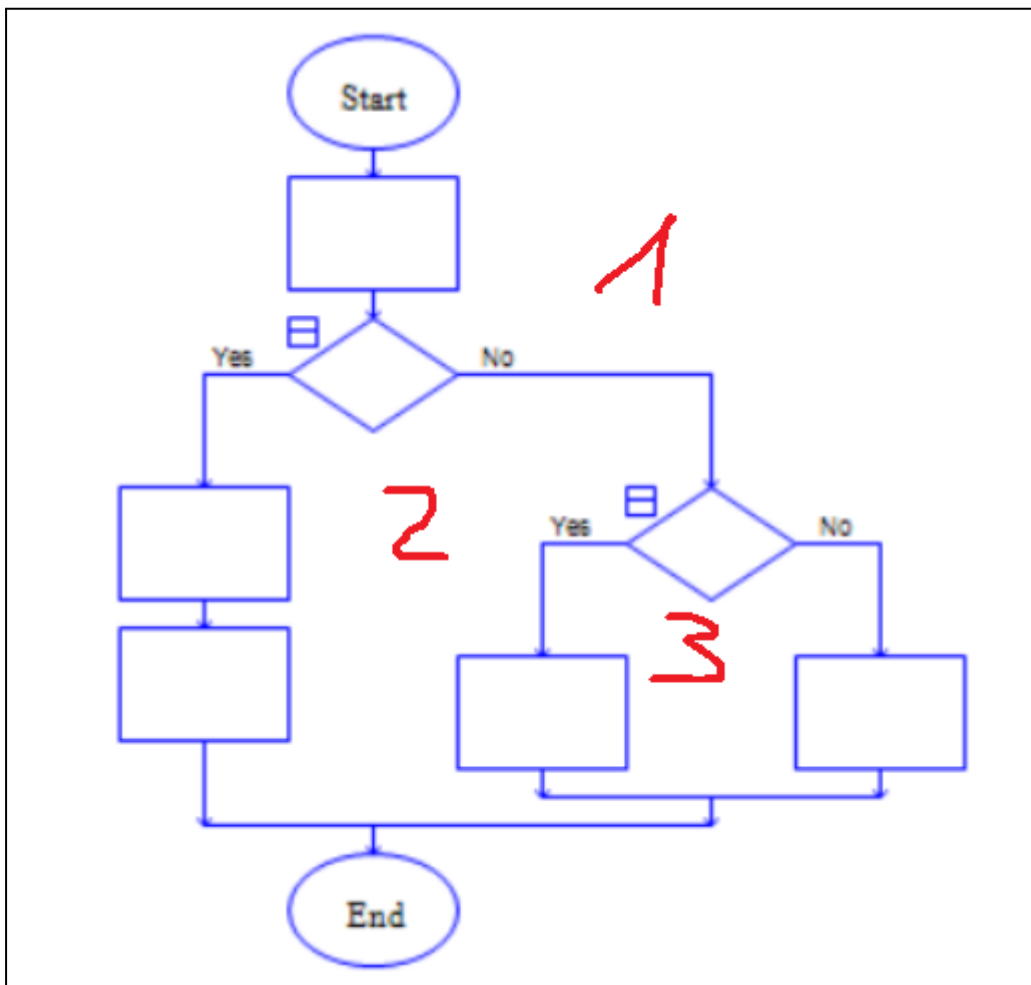 Start
1
Yes
No
2
Yes
No
3
End